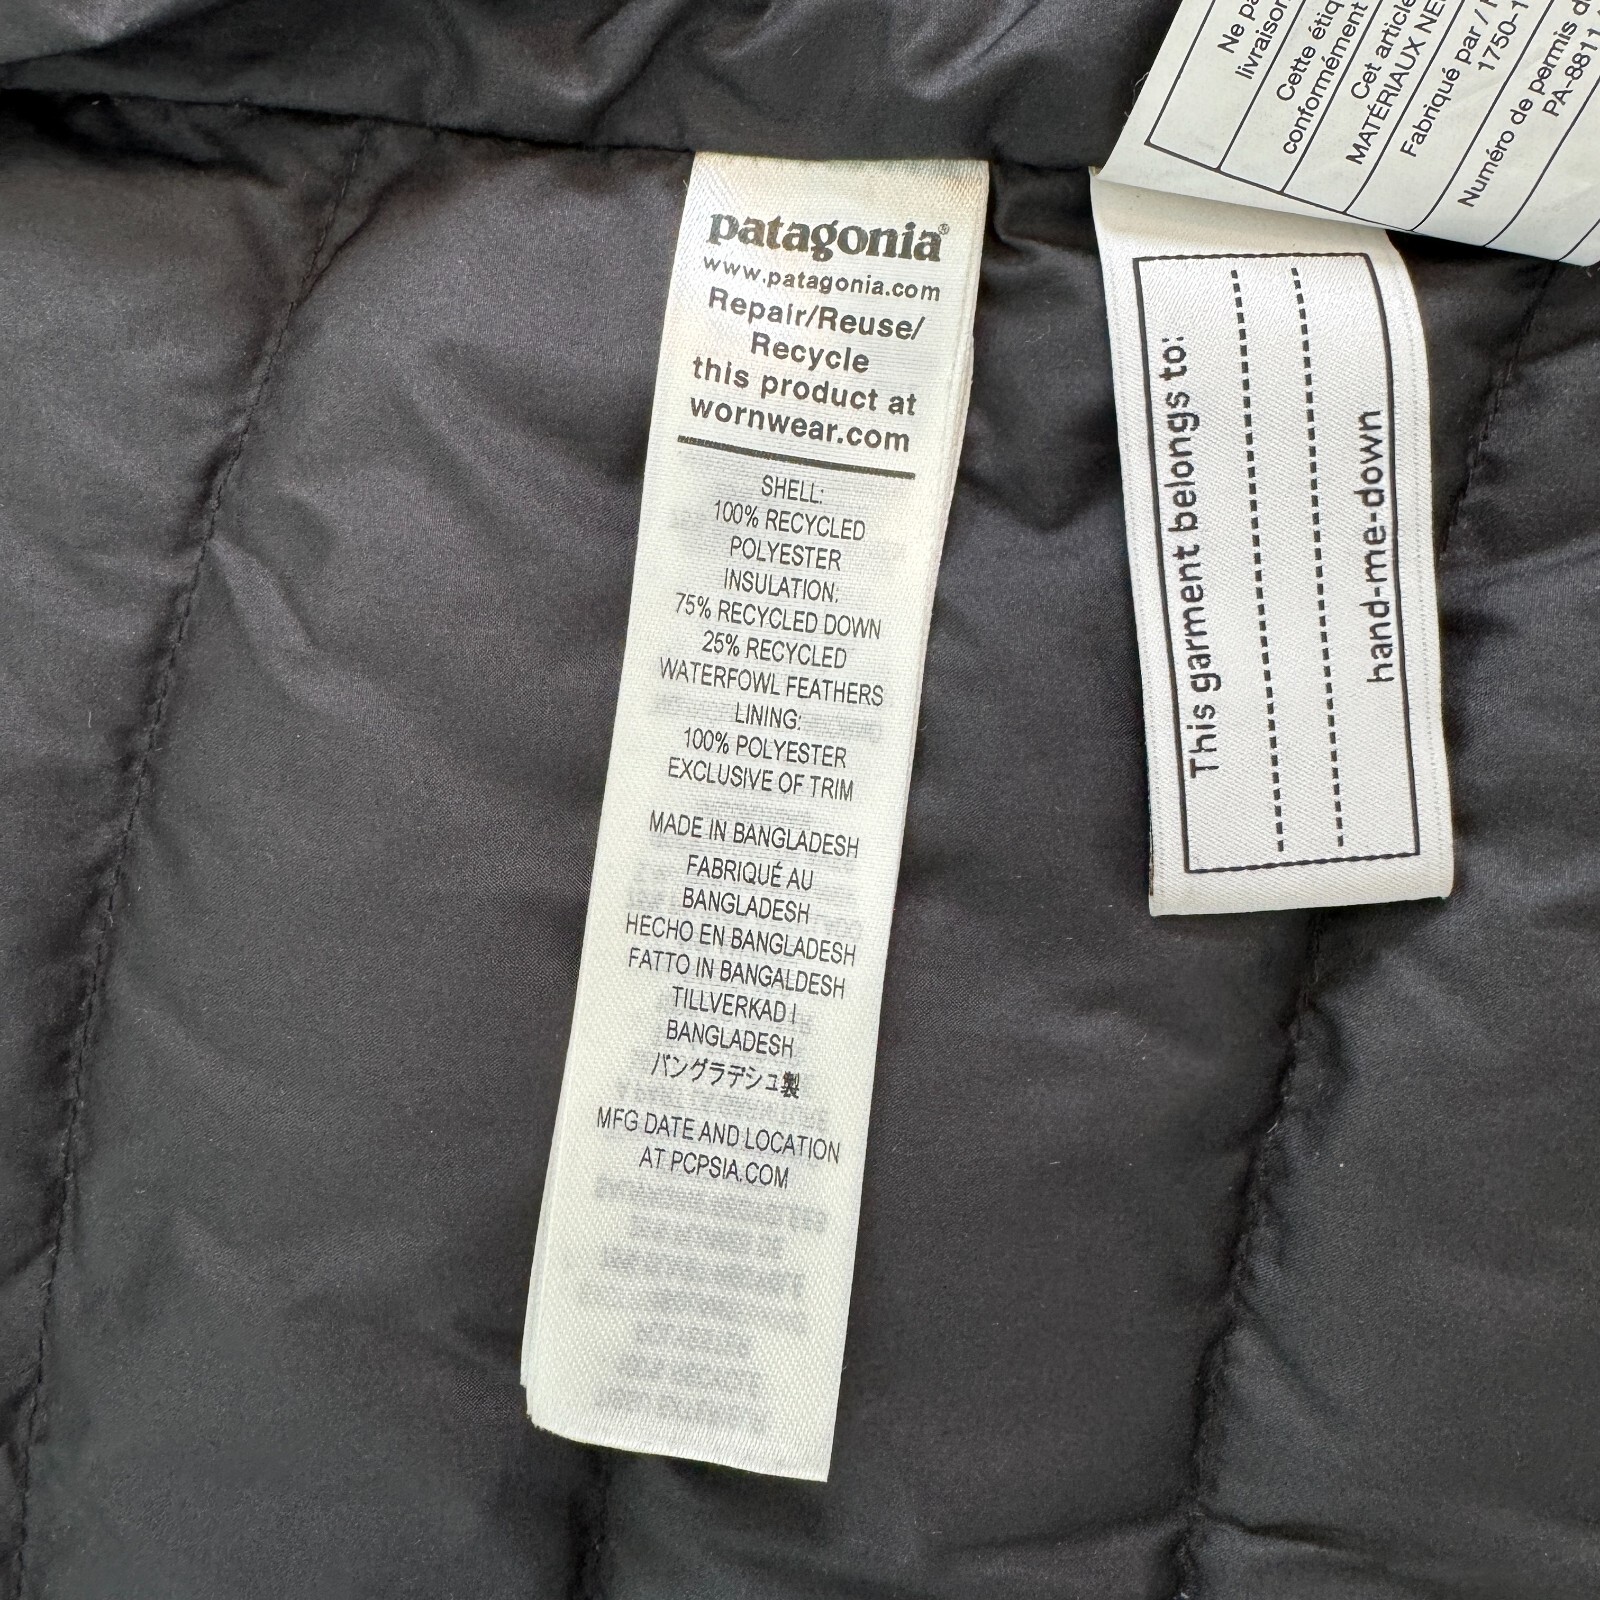 patagonia®
www.patagonia.com
Repair/Reuse/
Recycle
this product at
wornwear.com
SHELL:
100% RECYCLED
POLYESTER
INSULATION:
75% RECYCLED DOWN
25% RECYCLED
WATERFOWL FEATHERS
LINING:
100% POLYESTER
EXCLUSIVE OF TRIM
MADE IN BANGLADESH
FABRIQUÉ AU
BANGLADESH
HECHO EN BANGLADESH
FATTO IN BANGALDESH
TILLVERKAD I
BANGLADESH
バングラデシュ製
MFG DATE AND LOCATION
AT PCPSIA.COM
This garment belongs to:
hand-me-down
Ne
livraison
Cette
conformément
Cet article
MATÉRIAUX
Fabriqué par /
1750-1
Numéro de permis
PA-8811